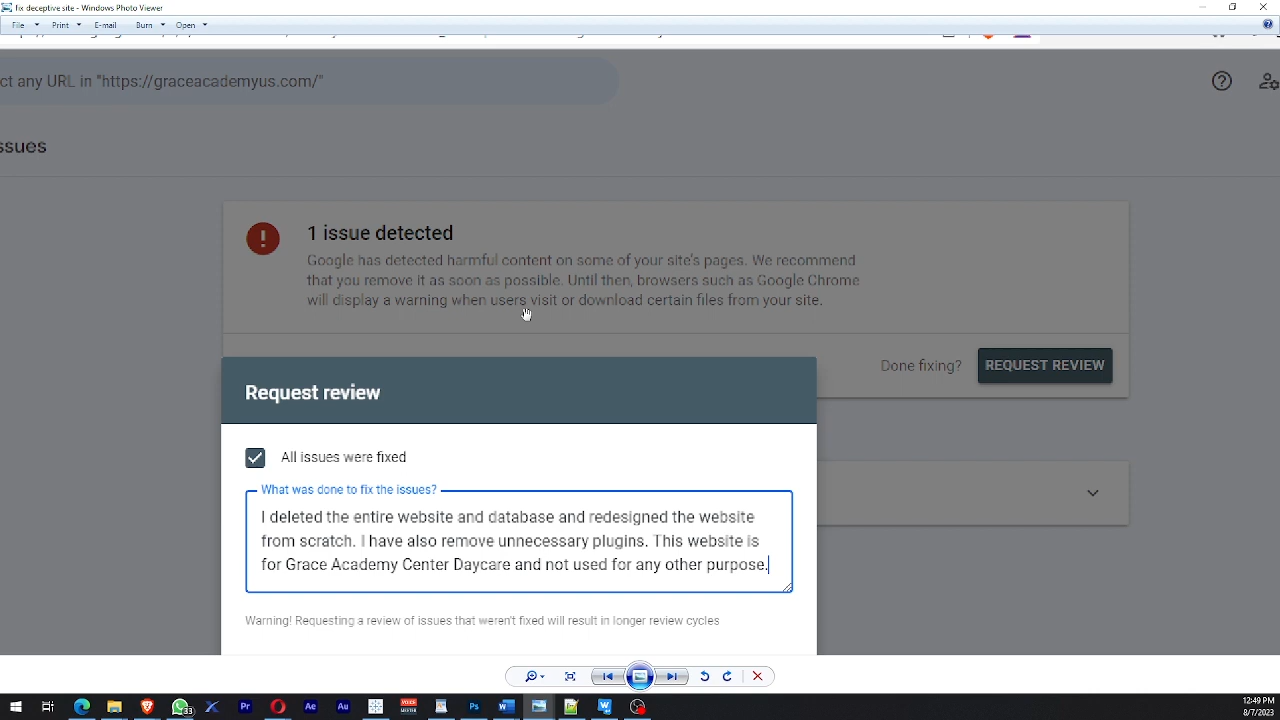 fix deceptive site - Windows Photo Viewer
File Print E-mail Burn Open
ct any URL in "https://graceacademyus.com/"
ssues
1 issue detected
Google has detected harmful content on some of your site's pages. We recommend
that you remove it as soon as possible. Until then, browsers such as Google Chrome
will display a warning when users visit or download certain files from your site.
Done fixing? REQUEST REVIEW
Request review
All issues were fixed
What was done to fix the issues?
I deleted the entire website and database and redesigned the website
from scratch. I have also remove unnecessary plugins. This website is
for Grace Academy Center Daycare and not used for any other purpose.
Warning! Requesting a review of issues that weren't fixed will result in longer review cycles
12:49 PM
8/7/2023